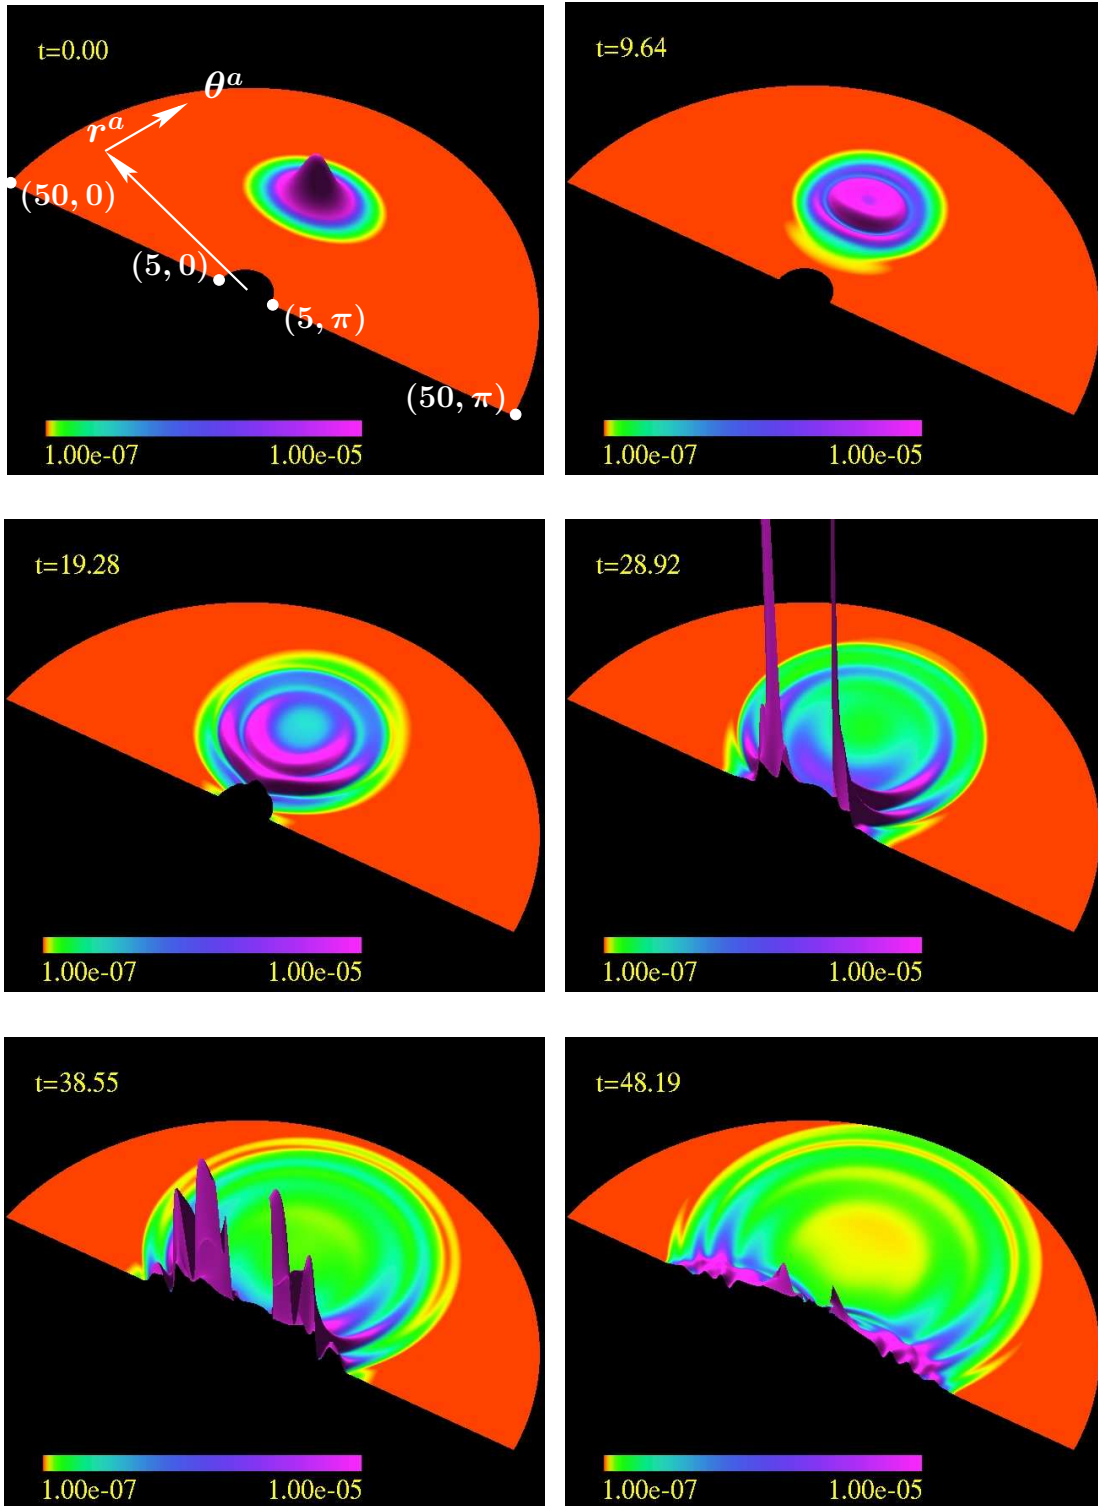 t=0.00
θ^a
r^a
(50, 0)
(5, 0)
(5, π)
(50, π)
1.00e-07 1.00e-05
t=9.64
1.00e-07 1.00e-05
t=19.28
1.00e-07 1.00e-05
t=28.92
1.00e-07 1.00e-05
t=38.55
1.00e-07 1.00e-05
t=48.19
1.00e-07 1.00e-05